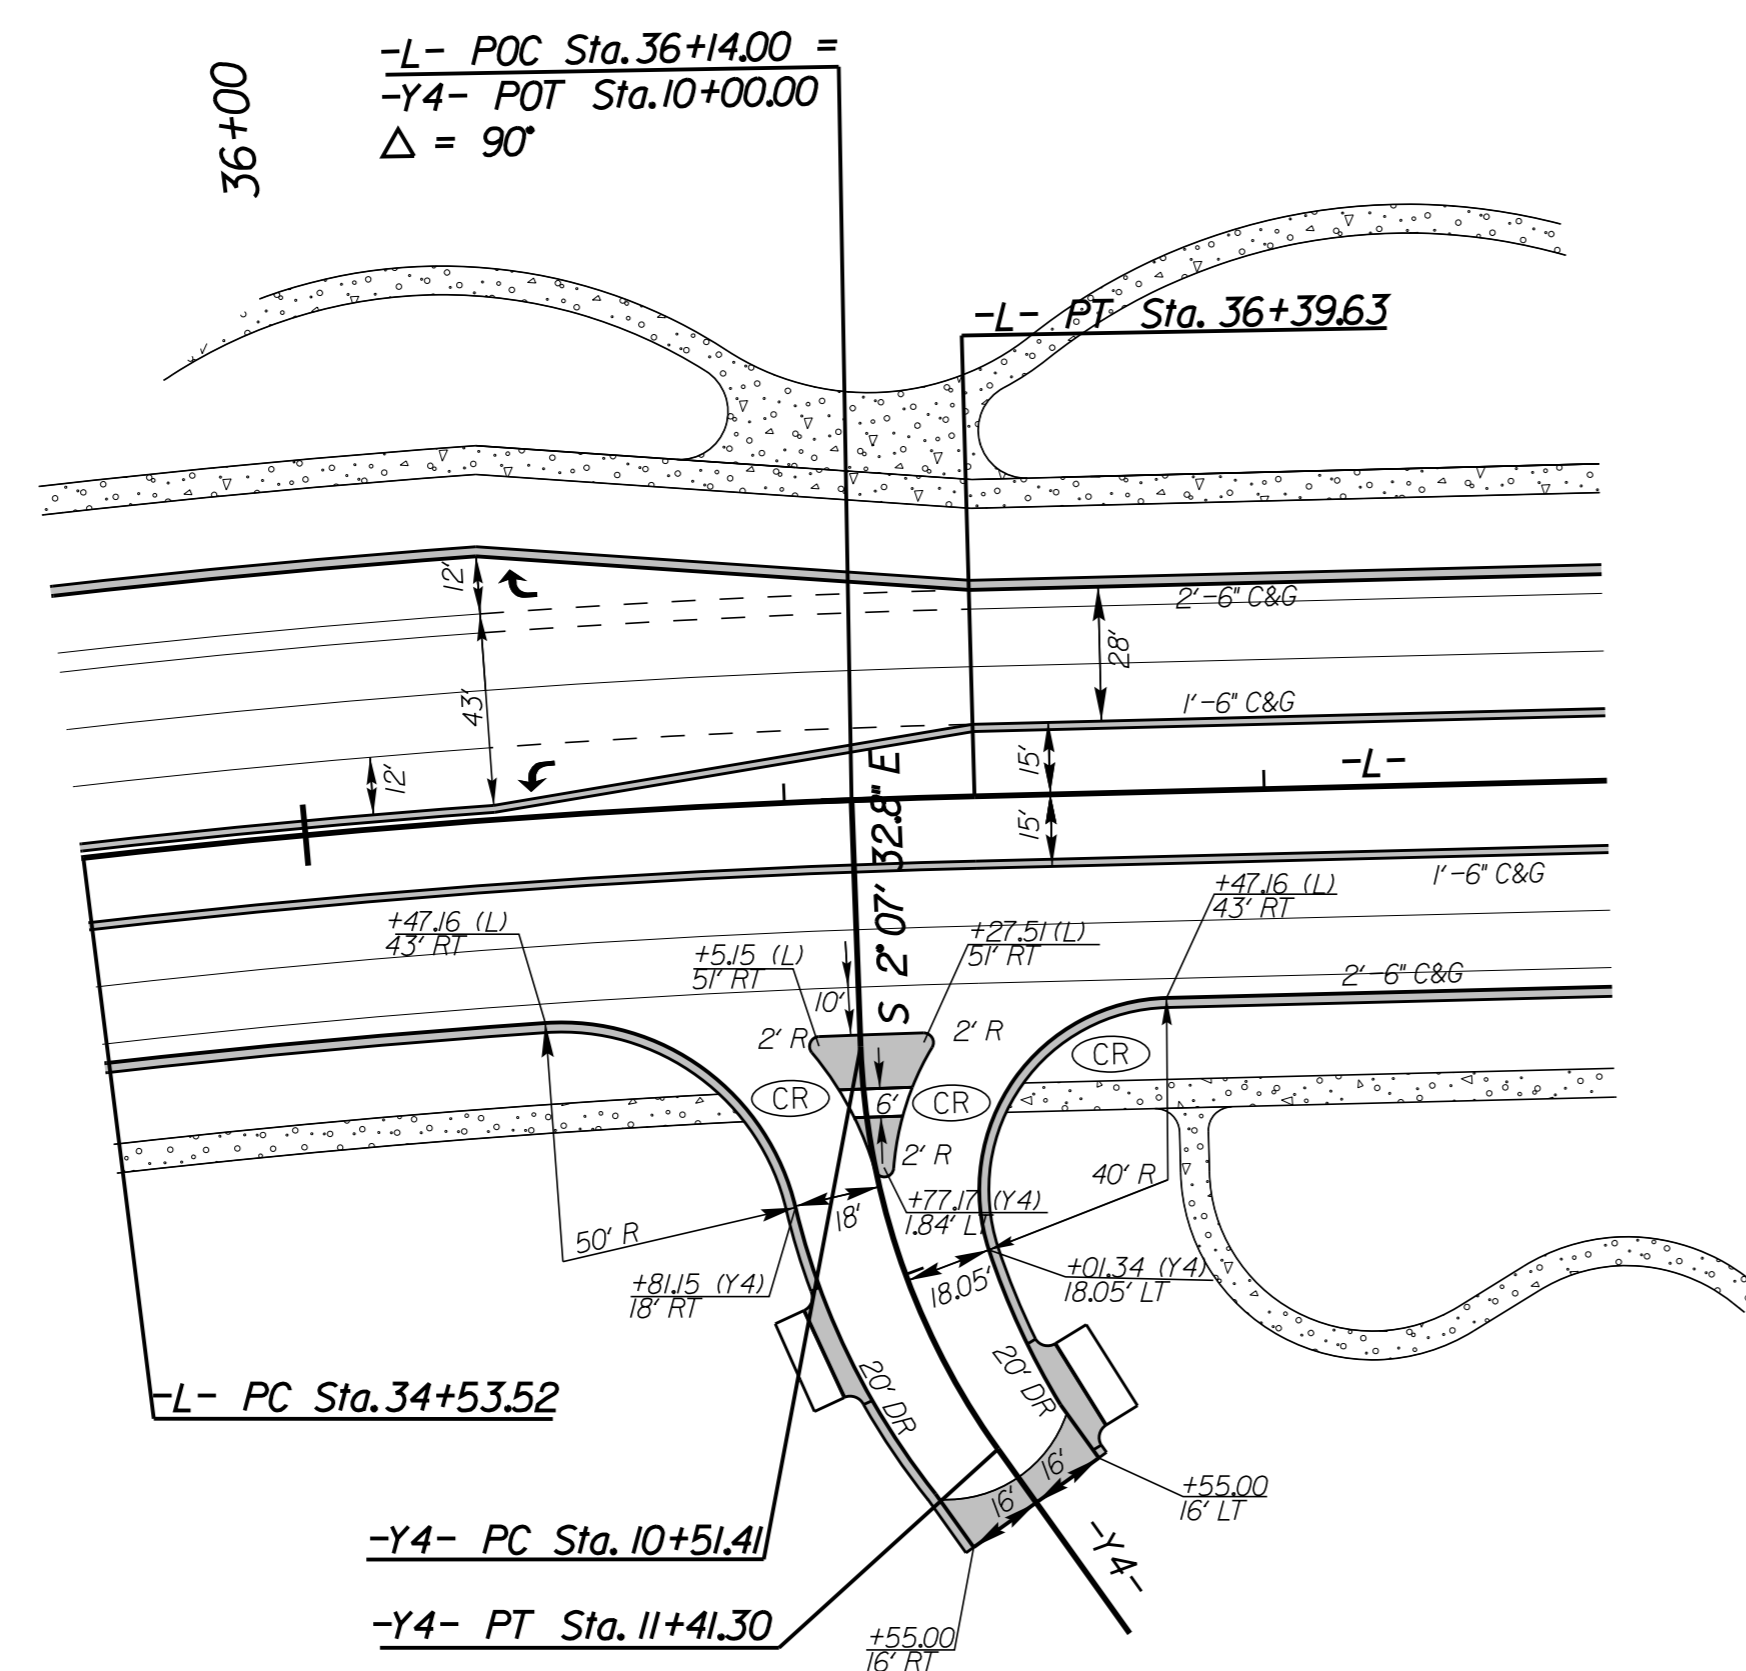 -L- POC Sta. 36+14.00 =
-Y4- POT Sta. 10+00.00
△ = 90°
36+00
-L- PT Sta. 36+39.63
12'
2'-6" C&G
28'
43'
1'-6" C&G
12'
15'
-L-
15'
1'-6" C&G
S 2°07' 32.8" E
+47.16 (L)
43' RT
+5.15 (L)
51' RT
+27.51 (L)
51' RT
+47.16 (L)
43' RT
2'-6" C&G
10'
2' R
2' R
CR
CR
CR
6'
2' R
40' R
+77.17 (Y4)
1.84' LT
18'
50' R
+81.15 (Y4)
18' RT
18.05'
+01.34 (Y4)
18.05' LT
20' DR
20' DR
-L- PC Sta. 34+53.52
16'
16'
+55.00
16' LT
-Y4- PC Sta. 10+51.41
-Y4-
-Y4- PT Sta. 11+41.30
+55.00
16' RT